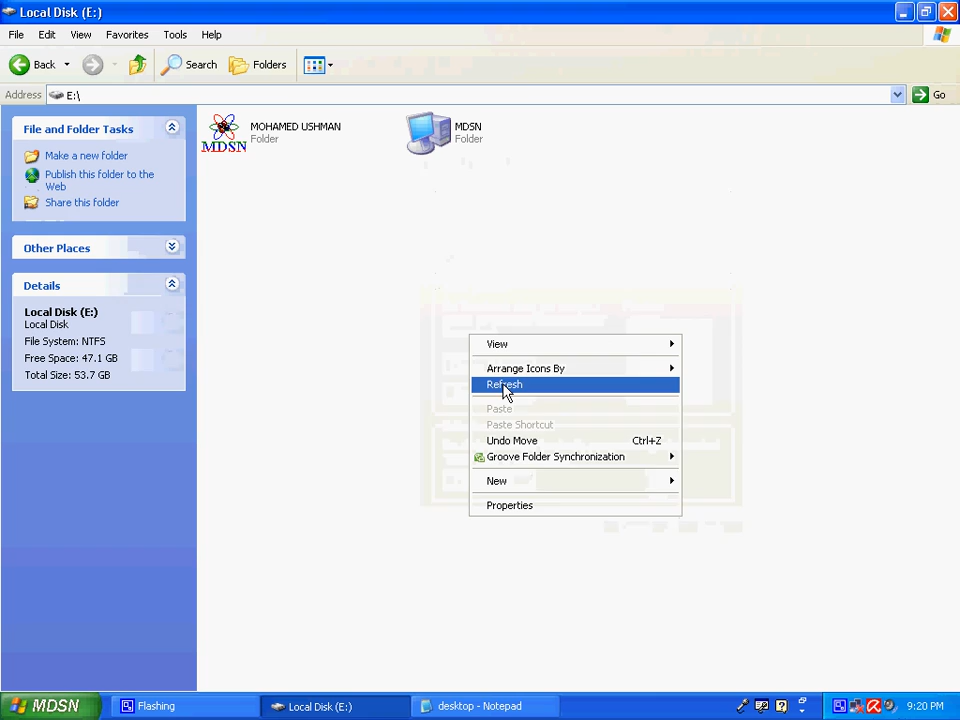 Local Disk (E:)
File Edit View Favorites Tools Help
Back Search Folders
Address E:\ Go
File and Folder Tasks
Make a new folder
Publish this folder to the
Web
Share this folder
Other Places
Details
Local Disk (E:)
Local Disk
File System: NTFS
Free Space: 47.1 GB
Total Size: 53.7 GB
MDSN
MOHAMED USHMAN
Folder
MDSN
Folder
View
Arrange Icons By
Refresh
Paste
Paste Shortcut
Undo Move Ctrl+Z
Groove Folder Synchronization
New
Properties
MDSN Flashing Local Disk (E:) desktop - Notepad 9:20 PM